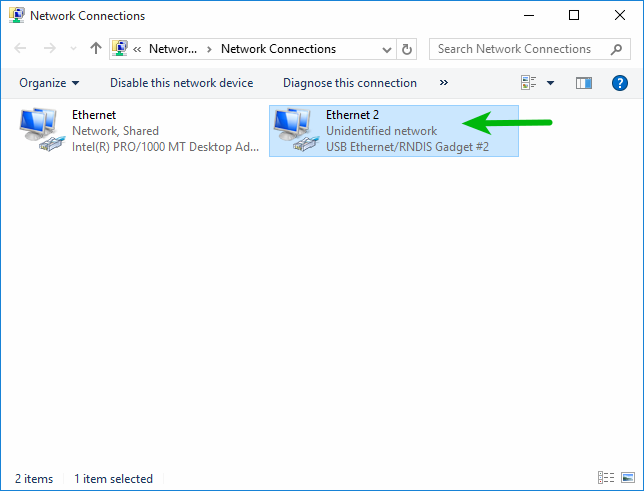 Network Connections
« Networ... › Network Connections
Search Network Connections
Organize
Disable this network device
Diagnose this connection
»
?
Ethernet
Network, Shared
Intel(R) PRO/1000 MT Desktop Ad...
Ethernet 2
Unidentified network
USB Ethernet/RNDIS Gadget #2
2 items
1 item selected